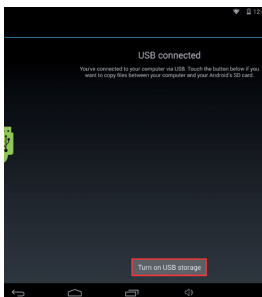 12:
USB connected
You've connected to your computer via USB. Touch the button below if you
want to copy files between your computer and your Android's SD card.
Turn on USB storage